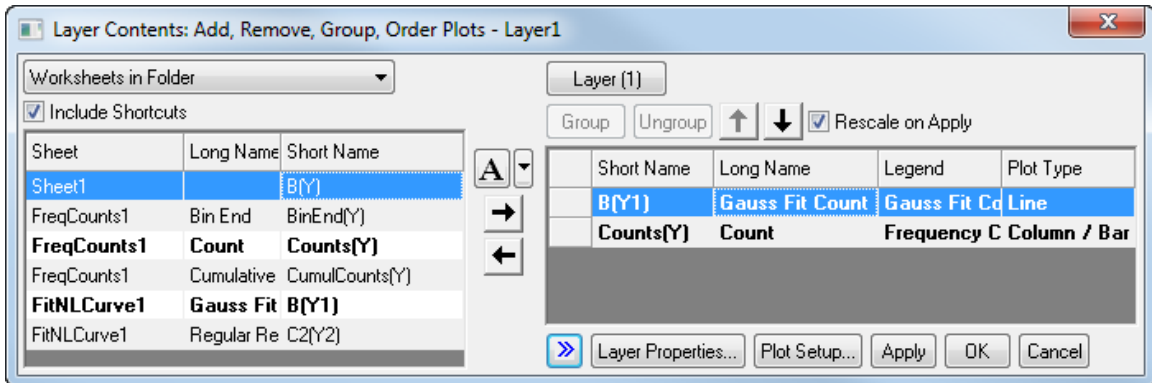 Layer Contents: Add, Remove, Group, Order Plots - Layer1
x
Worksheets in Folder
Include Shortcuts
Sheet Long Name Short Name
Sheet1 B(Y)
FreqCounts1 Bin End BinEnd(Y)
FreqCounts1 Count Counts(Y)
FreqCounts1 Cumulative CumulCounts(Y)
FitNLCurve1 Gauss Fit B(Y1)
FitNLCurve1 Regular Re C2(Y2)
A
Layer (1)
Group Ungroup Rescale on Apply
Short Name Long Name Legend Plot Type
B(Y1) Gauss Fit Count Gauss Fit Co Line
Counts(Y) Count Frequency C Column / Bar
Layer Properties... Plot Setup... Apply OK Cancel